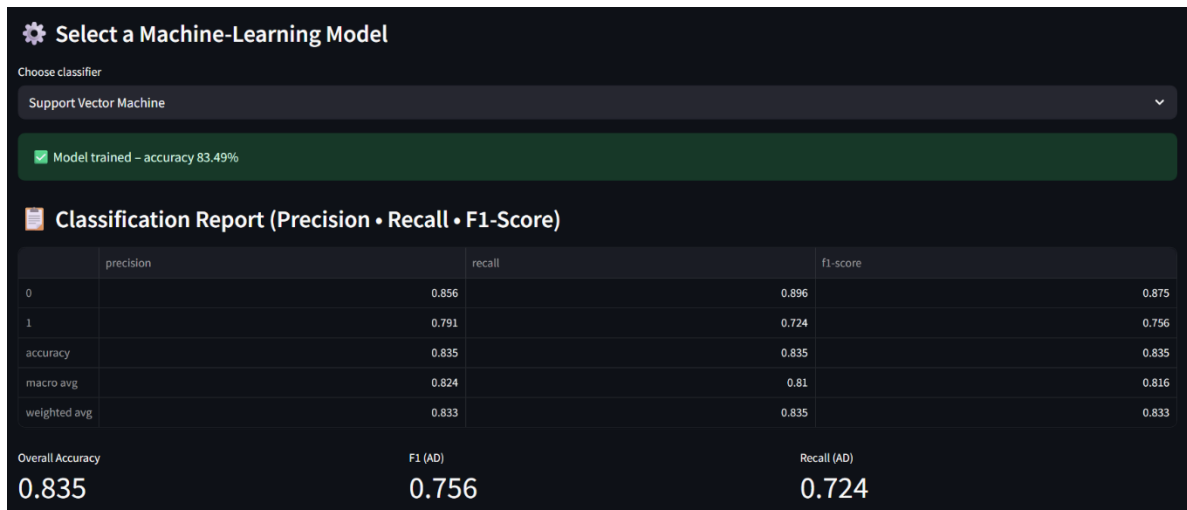 Select a Machine-Learning Model
Choose classifier
Support Vector Machine
Model trained – accuracy 83.49%
Classification Report (Precision • Recall • F1-Score)
precision recall f1-score
0 0.856 0.896 0.875
1 0.791 0.724 0.756
accuracy 0.835 0.835 0.835
macro avg 0.824 0.81 0.816
weighted avg 0.833 0.835 0.833
Overall Accuracy F1 (AD) Recall (AD)
0.835 0.756 0.724